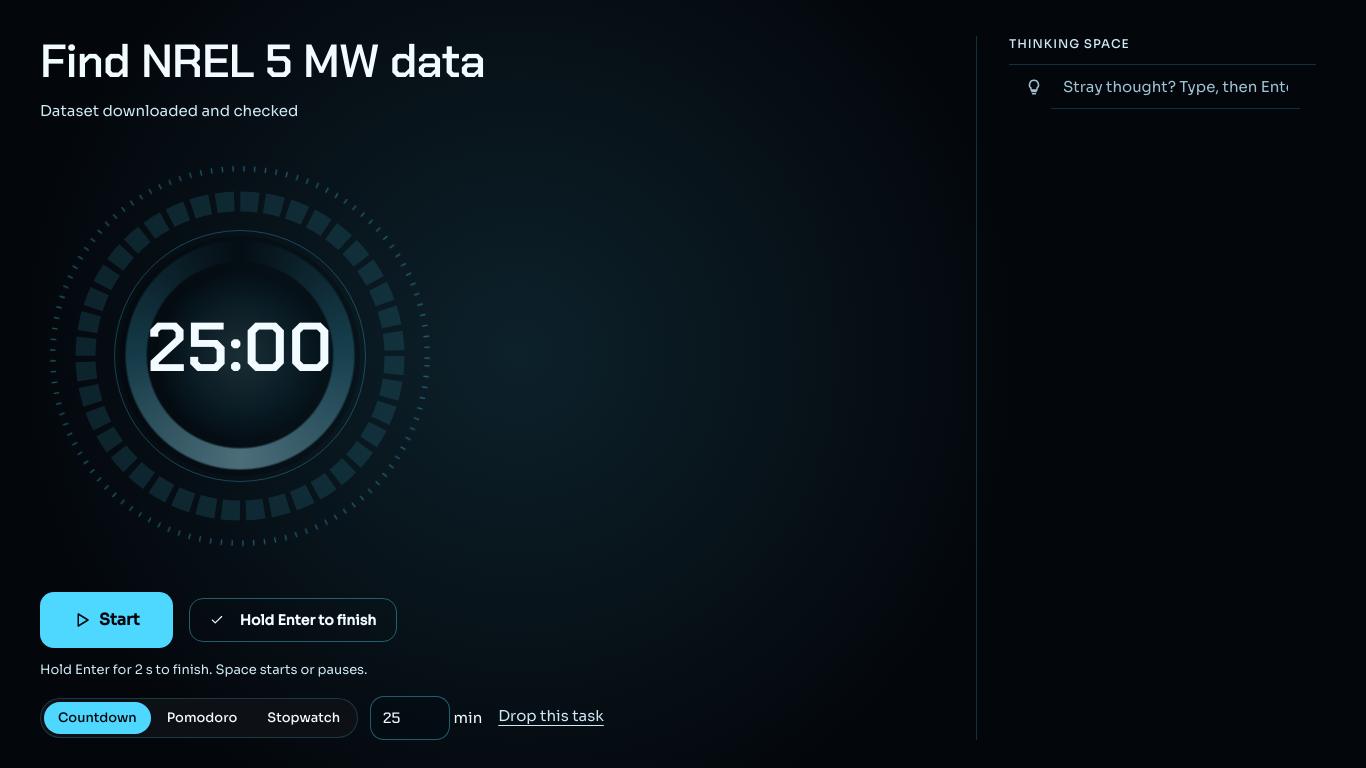 Find NREL 5 MW data
Dataset downloaded and checked
25:00
Start
Hold Enter to finish
Hold Enter for 2 s to finish. Space starts or pauses.
Countdown
Pomodoro
Stopwatch
25
min
Drop this task
THINKING SPACE
Stray thought? Type, then